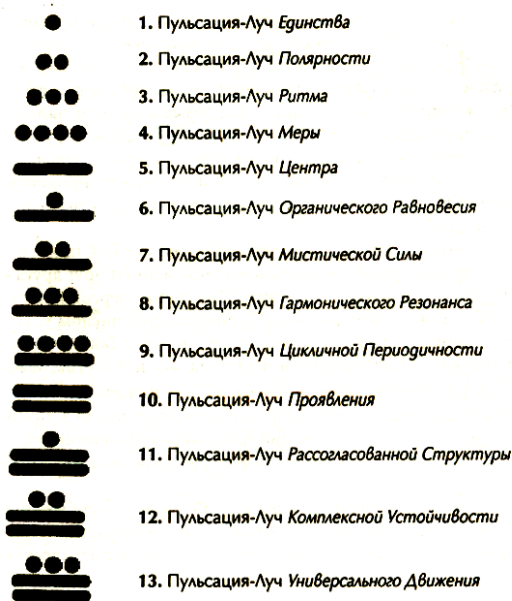 1. Пульсация-Луч Единства
2. Пульсация-Луч Полярности
3. Пульсация-Луч Ритма
4. Пульсация-Луч Меры
5. Пульсация-Луч Центра
6. Пульсация-Луч Органического Равновесия
7. Пульсация-Луч Мистической Силы
8. Пульсация-Луч Гармонического Резонанса
9. Пульсация-Луч Цикличной Периодичности
10. Пульсация-Луч Проявления
11. Пульсация-Луч Рассогласованной Структуры
12. Пульсация-Луч Комплексной Устойчивости
13. Пульсация-Луч Универсального Движения